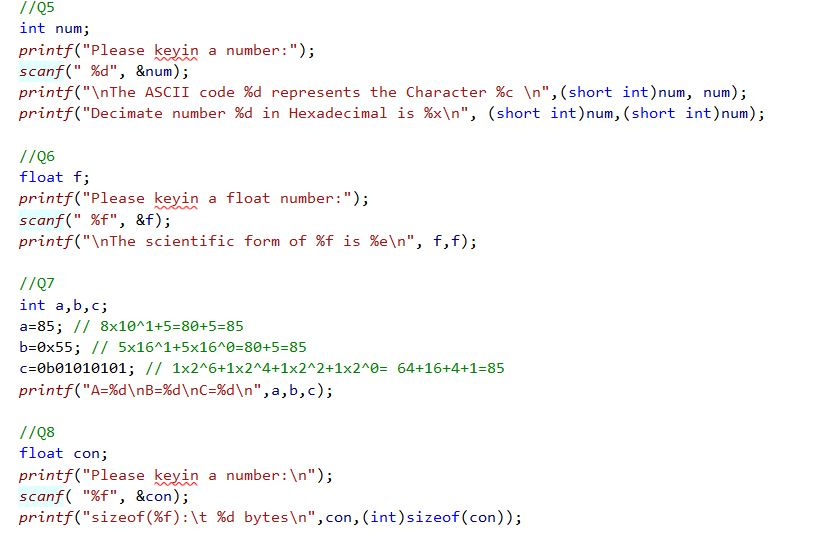 //Q5
int num;
printf("Please keyin a number:");
scanf(" %d", &num);
printf("\nThe ASCII code %d represents the Character %c \n",(short int)num, num);
printf("Decimate number %d in Hexadecimal is %x\n", (short int)num,(short int)num);
//Q6
float f;
printf("Please keyin a float number:");
scanf(" %f", &f);
printf("\nThe scientific form of %f is %e\n", f,f);
//Q7
int a,b,c;
a=85; // 8x10^1+5=80+5=85
b=0x55; // 5x16^1+5x16^0=80+5=85
c=0b01010101; // 1x2^6+1x2^4+1x2^2+1x2^0= 64+16+4+1=85
printf("A=%d\nB=%d\nC=%d\n",a,b,c);
//Q8
float con;
printf("Please keyin a number:\n");
scanf( "%f", &con);
printf("sizeof(%f):\t %d bytes\n",con,(int)sizeof(con));